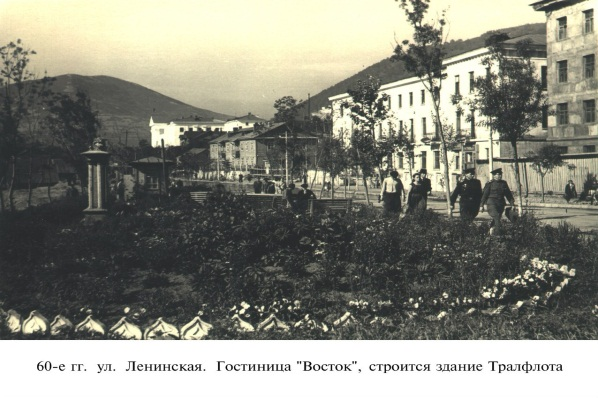 60-е гг. ул. Ленинская. Гостиница "Восток", строится здание Тралфлота